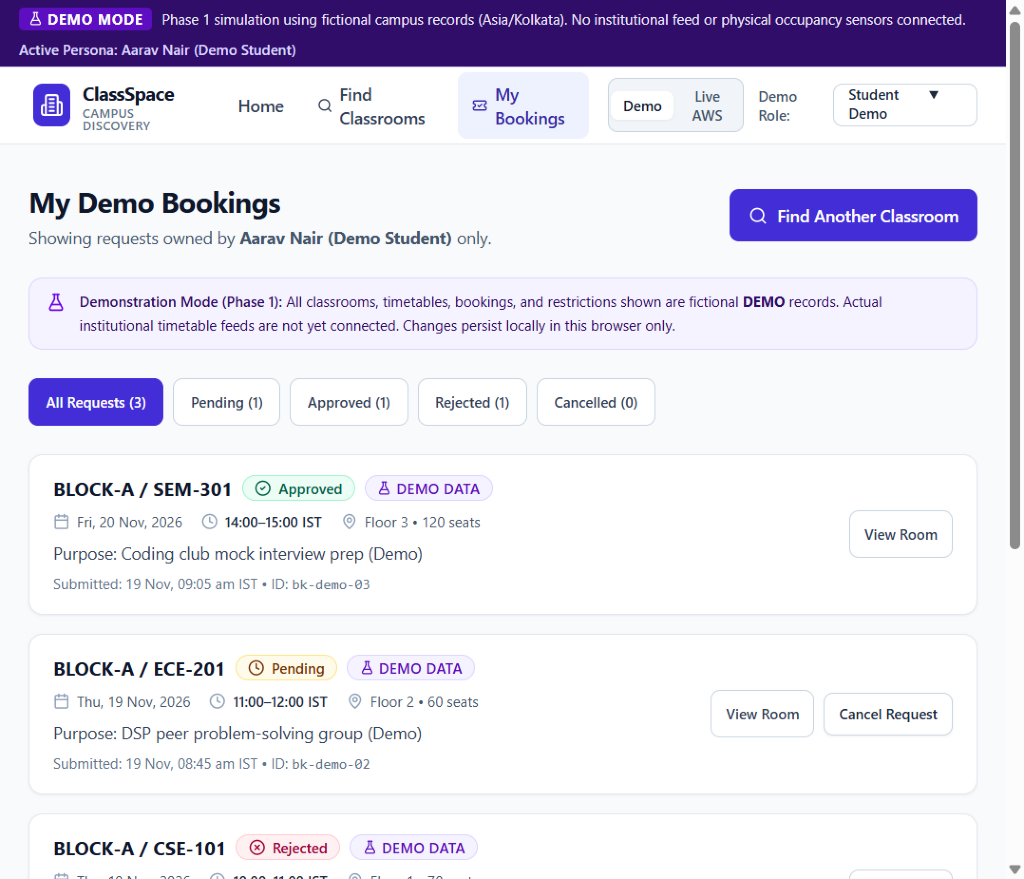 DEMO MODE Phase 1 simulation using fictional campus records (Asia/Kolkata). No institutional feed or physical occupancy sensors connected.
Active Persona: Aarav Nair (Demo Student)
ClassSpace
CAMPUS
DISCOVERY
Home
Find
Classrooms
My
Bookings
Demo
Live
AWS
Demo
Role:
Student
Demo
My Demo Bookings
Showing requests owned by Aarav Nair (Demo Student) only.
Find Another Classroom
Demonstration Mode (Phase 1): All classrooms, timetables, bookings, and restrictions shown are fictional DEMO records. Actual
institutional timetable feeds are not yet connected. Changes persist locally in this browser only.
All Requests (3) Pending (1) Approved (1) Rejected (1) Cancelled (0)
BLOCK-A / SEM-301 Approved DEMO DATA
Fri, 20 Nov, 2026 14:00–15:00 IST Floor 3 • 120 seats
Purpose: Coding club mock interview prep (Demo)
Submitted: 19 Nov, 09:05 am IST • ID: bk-demo-03
View Room
BLOCK-A / ECE-201 Pending DEMO DATA
Thu, 19 Nov, 2026 11:00–12:00 IST Floor 2 • 60 seats
Purpose: DSP peer problem-solving group (Demo)
Submitted: 19 Nov, 08:45 am IST • ID: bk-demo-02
View Room Cancel Request
BLOCK-A / CSE-101 Rejected DEMO DATA